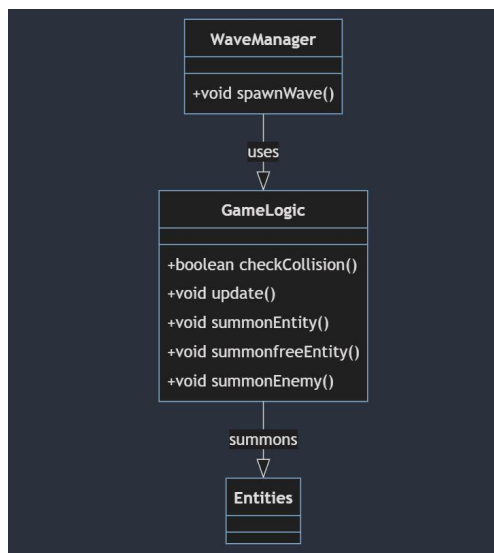 WaveManager
+void spawnWave()
uses
GameLogic
+boolean checkCollision()
+void update()
+void summonEntity()
+void summonfreeEntity()
+void summonEnemy()
summons
Entities